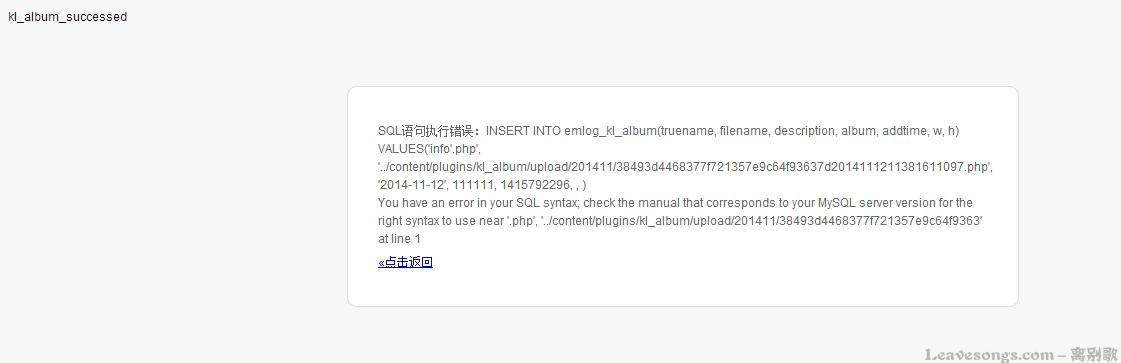 kl_album_successed
SQL语句执行错误：INSERT INTO emlog_kl_album(truename, filename, description, album, addtime, w, h)
VALUES('info'.php',
'../content/plugins/kl_album/upload/201411/38493d4468377f721357e9c64f93637d2014111211381611097.php',
'2014-11-12', 111111, 1415792296, , )
You have an error in your SQL syntax; check the manual that corresponds to your MySQL server version for the
right syntax to use near '.php', '../content/plugins/kl_album/upload/201411/38493d4468377f721357e9c64f9363'
at line 1
«点击返回
Leavesongs.com – 离别歌